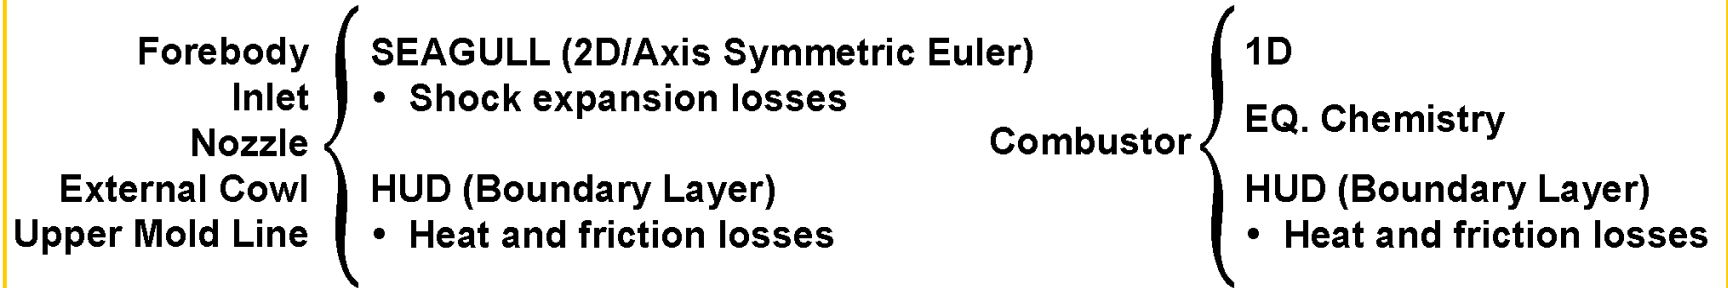 Forebody
Inlet
Nozzle
External Cowl
Upper Mold Line
SEAGULL (2D/Axis Symmetric Euler)
• Shock expansion losses
HUD (Boundary Layer)
• Heat and friction losses
Combustor
1D
EQ. Chemistry
HUD (Boundary Layer)
• Heat and friction losses